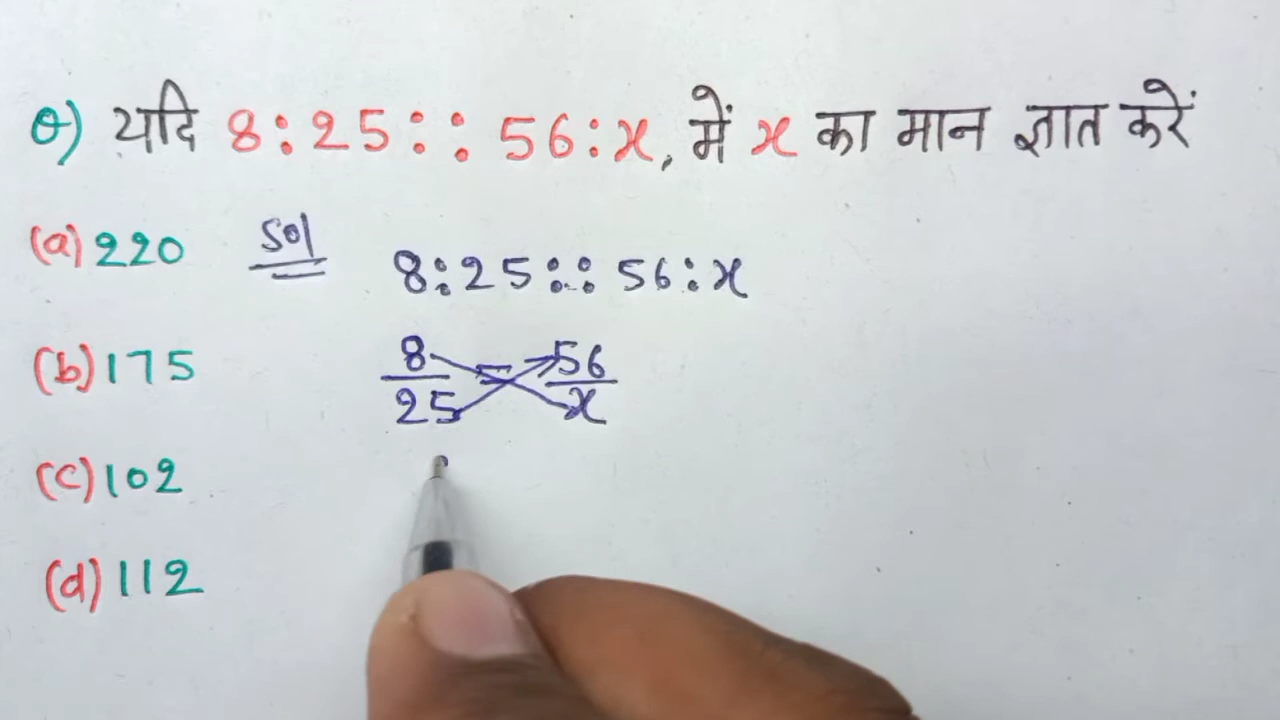 Q) यदि 8:25::56:x, में x का मान ज्ञात करें
(a) 220
Sol
8:25::56:x
(b) 175
8/25 = 56/x
(c) 102
(d) 112